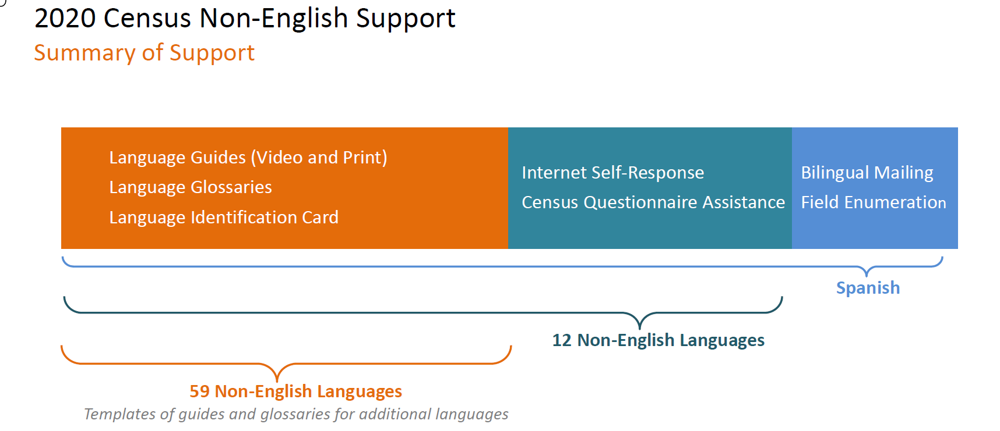 2020 Census Non-English Support
Summary of Support
Language Guides (Video and Print)
Language Glossaries
Language Identification Card
Internet Self-Response
Census Questionnaire Assistance
Bilingual Mailing
Field Enumeration
Spanish
12 Non-English Languages
59 Non-English Languages
Templates of guides and glossaries for additional languages